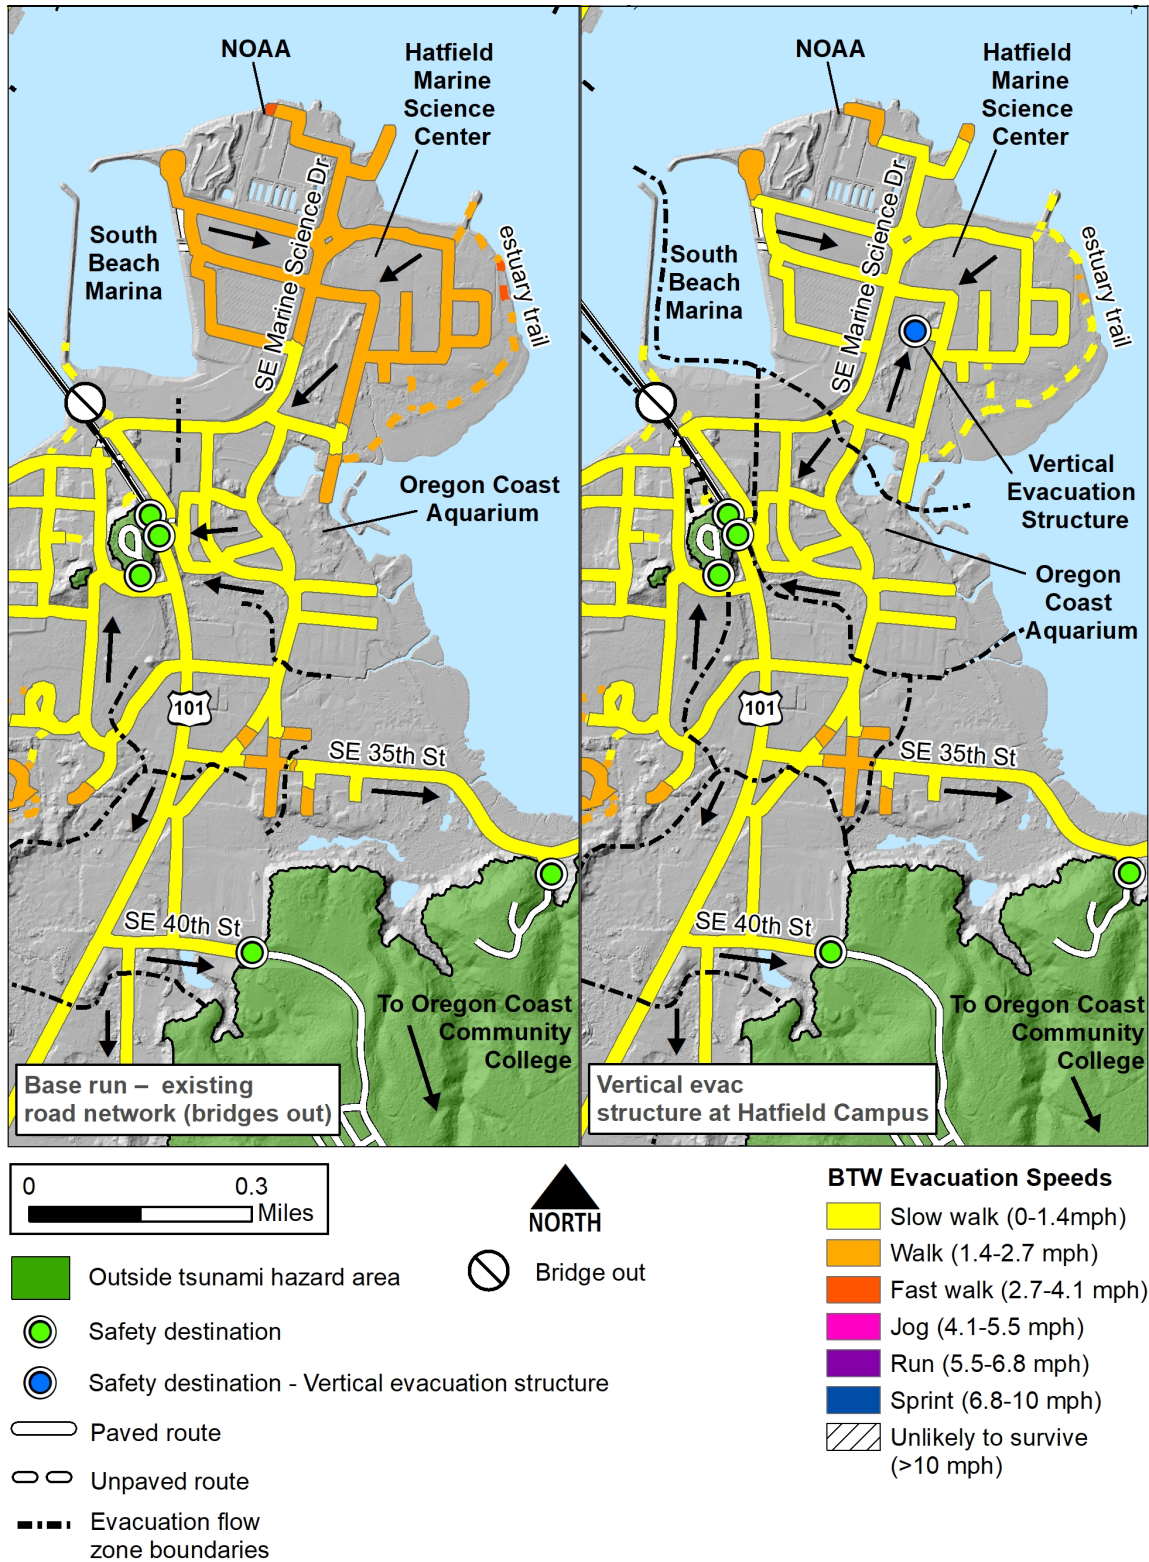 NOAA
Hatfield
Marine
Science
Center
SE Marine Science Dr
South
Beach
Marina
estuary trail
Oregon Coast
Aquarium
101
SE 35th St
SE 40th St
To Oregon Coast
Community
College
Base run – existing
road network (bridges out)
NOAA
Hatfield
Marine
Science
Center
SE Marine Science Dr
South
Beach
Marina
estuary trail
Vertical
Evacuation
Structure
Oregon
Coast
Aquarium
101
SE 35th St
SE 40th St
To Oregon Coast
Community
College
Vertical evac
structure at Hatfield Campus
0 0.3
Miles
NORTH
Outside tsunami hazard area
Bridge out
Safety destination
Safety destination - Vertical evacuation structure
Paved route
Unpaved route
Evacuation flow
zone boundaries
BTW Evacuation Speeds
Slow walk (0-1.4mph)
Walk (1.4-2.7 mph)
Fast walk (2.7-4.1 mph)
Jog (4.1-5.5 mph)
Run (5.5-6.8 mph)
Sprint (6.8-10 mph)
Unlikely to survive
(>10 mph)